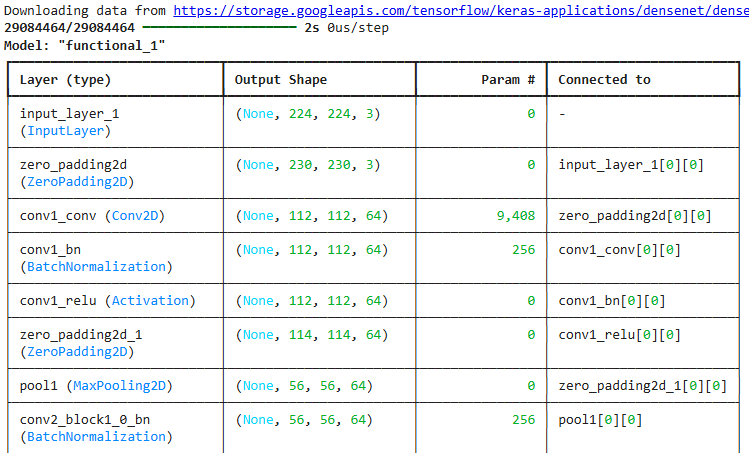 Downloading data from https://storage.googleapis.com/tensorflow/keras-applications/densenet/dense
29084464/29084464 ━━━━━━━━━━━━━━━━━━━━ 2s 0us/step
Model: "functional_1"
Layer (type) Output Shape Param # Connected to
input_layer_1 (None, 224, 224, 3) 0 -
(InputLayer)
zero_padding2d (None, 230, 230, 3) 0 input_layer_1[0][0]
(ZeroPadding2D)
conv1_conv (Conv2D) (None, 112, 112, 64) 9,408 zero_padding2d[0][0]
conv1_bn (None, 112, 112, 64) 256 conv1_conv[0][0]
(BatchNormalization)
conv1_relu (Activation) (None, 112, 112, 64) 0 conv1_bn[0][0]
zero_padding2d_1 (None, 114, 114, 64) 0 conv1_relu[0][0]
(ZeroPadding2D)
pool1 (MaxPooling2D) (None, 56, 56, 64) 0 zero_padding2d_1[0][0]
conv2_block1_0_bn (None, 56, 56, 64) 256 pool1[0][0]
(BatchNormalization)